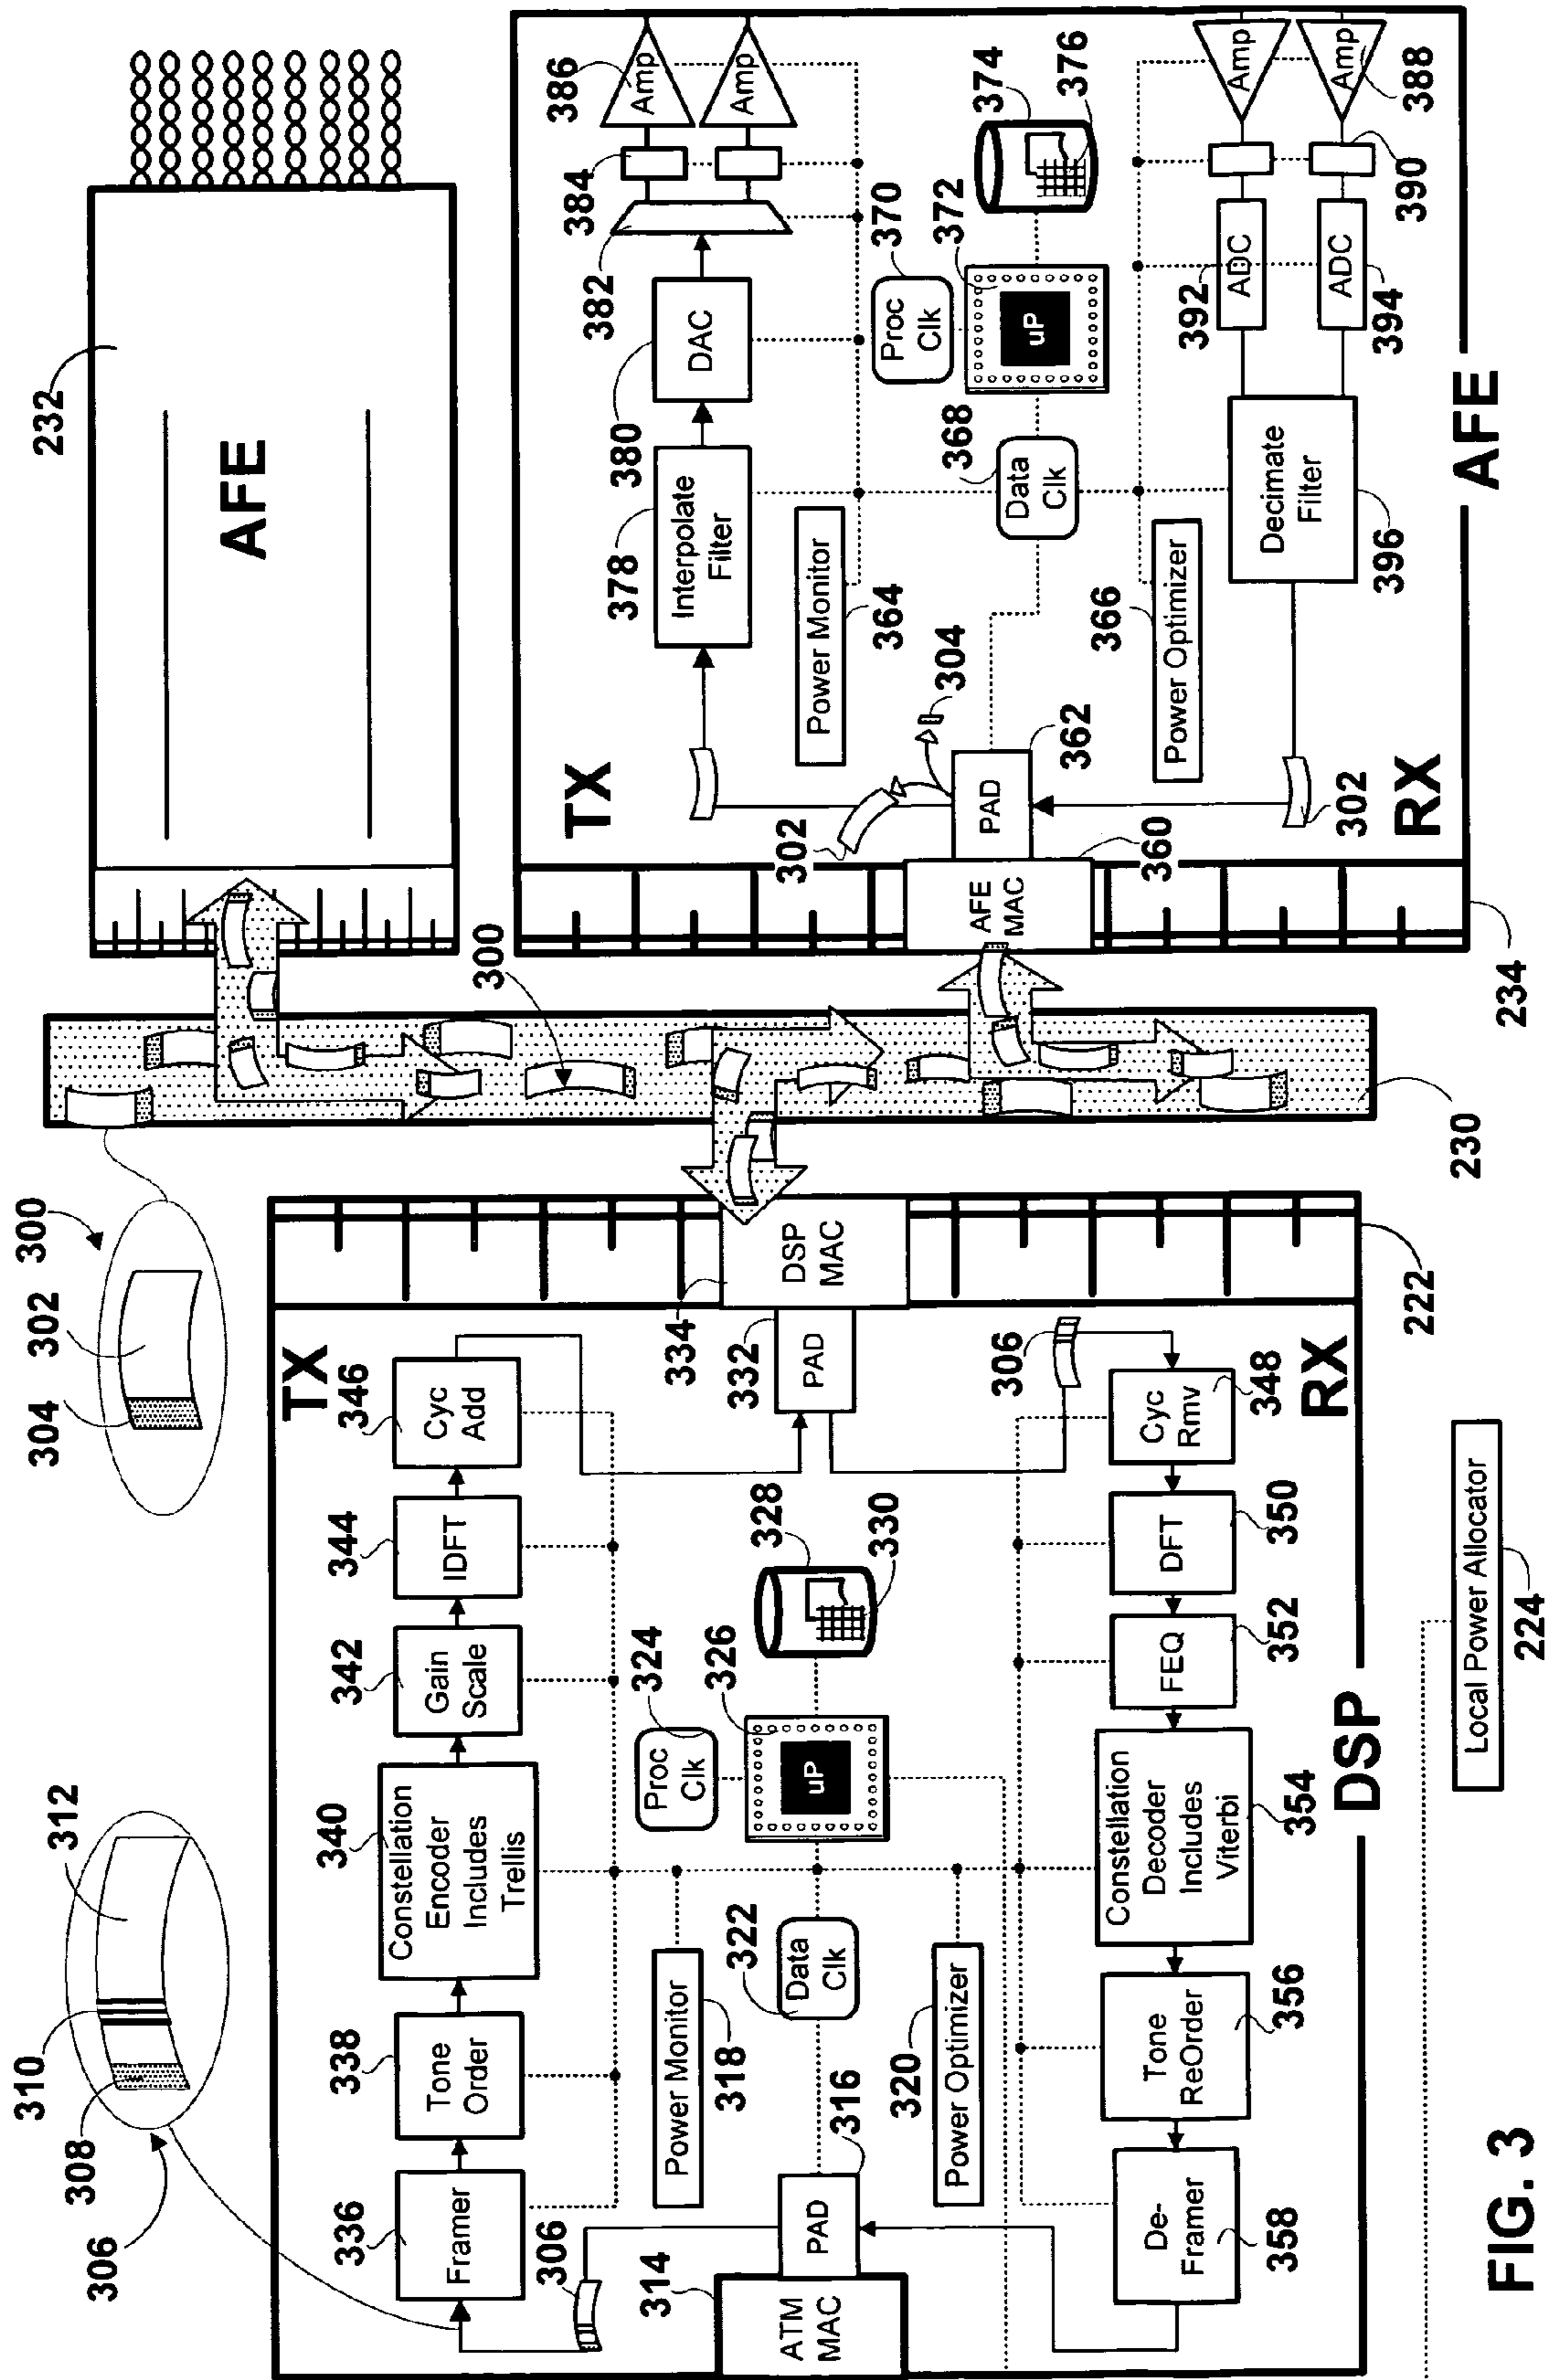 306
308
310
312
304
302
300
TX
336
Framer
338
Tone
Order
340
Constellation
Encoder
Includes
Trellis
342
Gain
Scale
344
IDFT
346
Cyc
Add
306
314
ATM
MAC
316
PAD
Power Monitor
318
322
Data
Clk
320
Power Optimizer
324
Proc
Clk
326
uP
328
330
332
PAD
334
DSP
MAC
306
358
De-
Framer
356
Tone
ReOrder
354
Constellation
Decoder
Includes
Viterbi
352
FEQ
350
DFT
348
Cyc
Rmv
RX
DSP
222
Local Power Allocator
224
300
230
232
AFE
TX
302
304
378
Interpolate
Filter
380
DAC
382
384
386
Amp
Amp
Power Monitor
364
360
AFE
MAC
362
PAD
368
Data
Clk
370
Proc
Clk
372
uP
374
376
366
Power Optimizer
302
396
Decimate
Filter
392
ADC
394
ADC
390
388
Amp
Amp
RX
AFE
234
FIG. 3